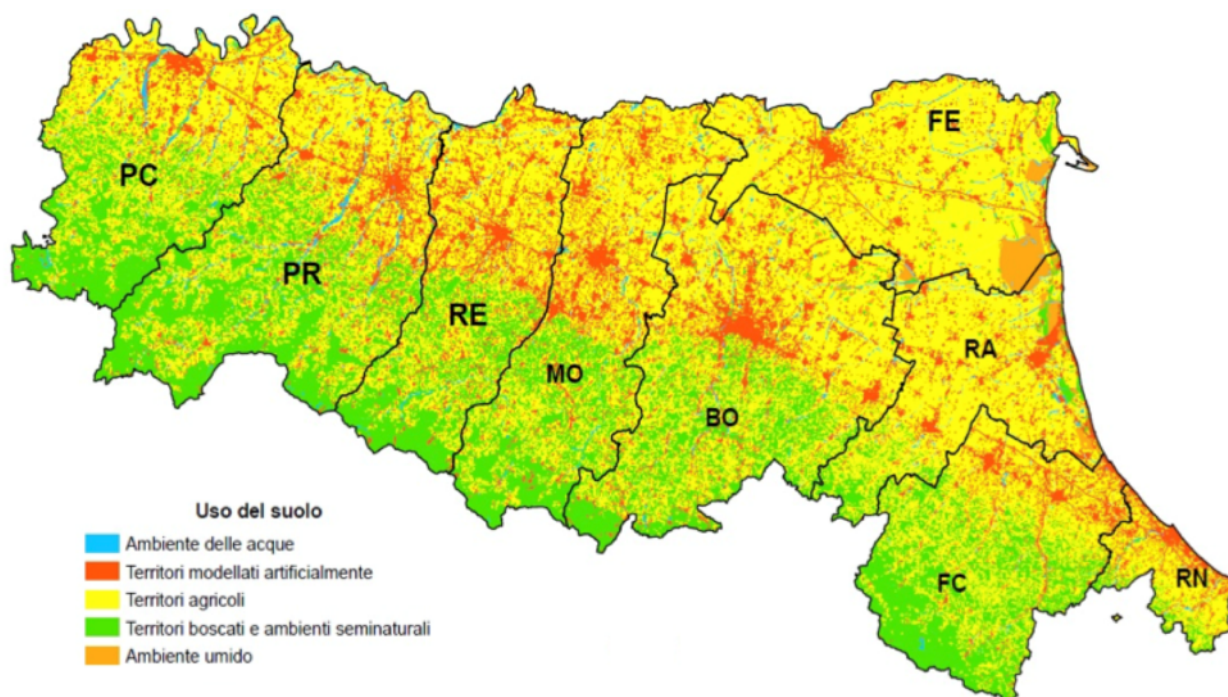 FE
PC
PR
RE
RA
MO
BO
FC
RN
Uso del suolo
Ambiente delle acque
Territori modellati artificialmente
Territori agricoli
Territori boscati e ambienti seminaturali
Ambiente umido